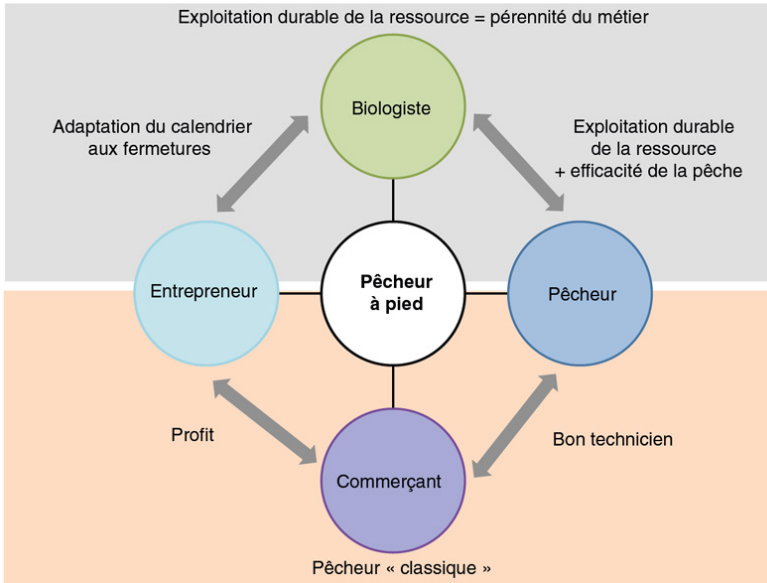 Exploitation durable de la ressource = pérennité du métier
Biologiste
Adaptation du calendrier
aux fermetures
Exploitation durable
de la ressource
+ efficacité de la pêche
Entrepreneur
Pêcheur
à pied
Pêcheur
Profit
Bon technicien
Commerçant
Pêcheur « classique »